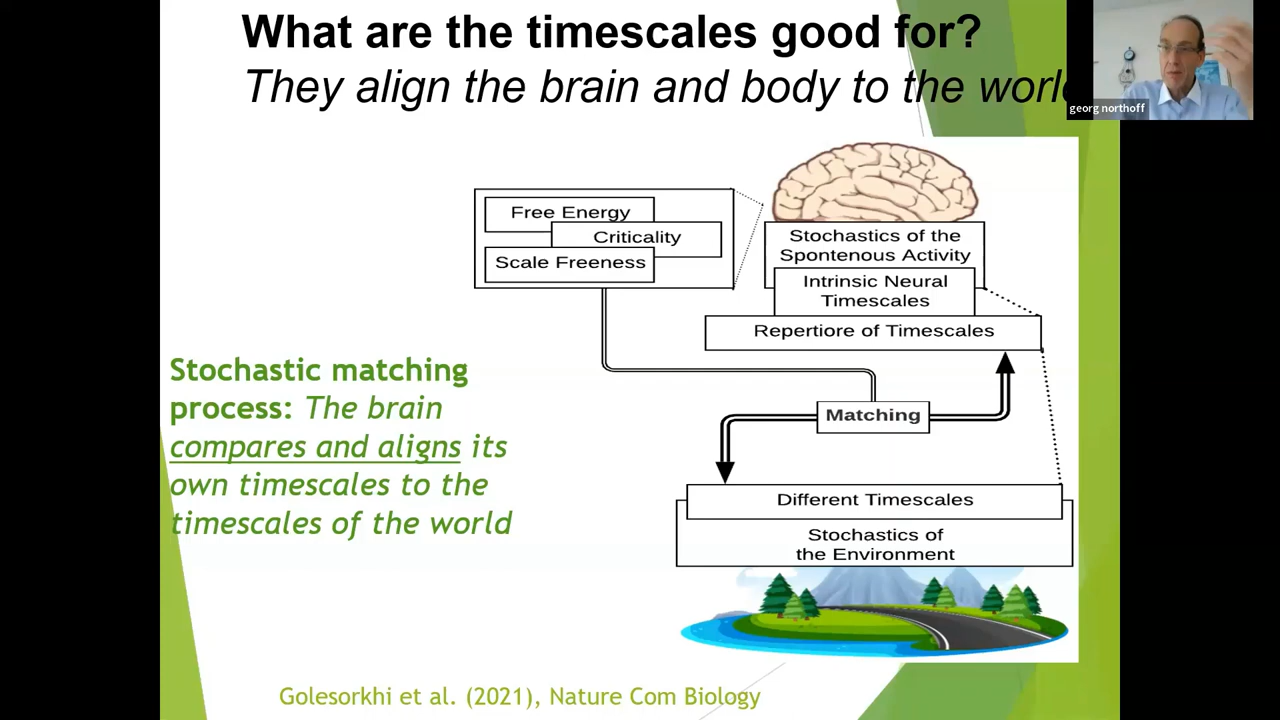 What are the timescales good for?
They align the brain and body to the world
georg northoff
Free Energy
Criticality
Scale Freeness
Stochastics of the
Spontenous Activity
Intrinsic Neural
Timescales
Repertiore of Timescales
Stochastic matching
process: The brain
compares and aligns its
own timescales to the
timescales of the world
Matching
Different Timescales
Stochastics of
the Environment
Golesorkhi et al. (2021), Nature Com Biology